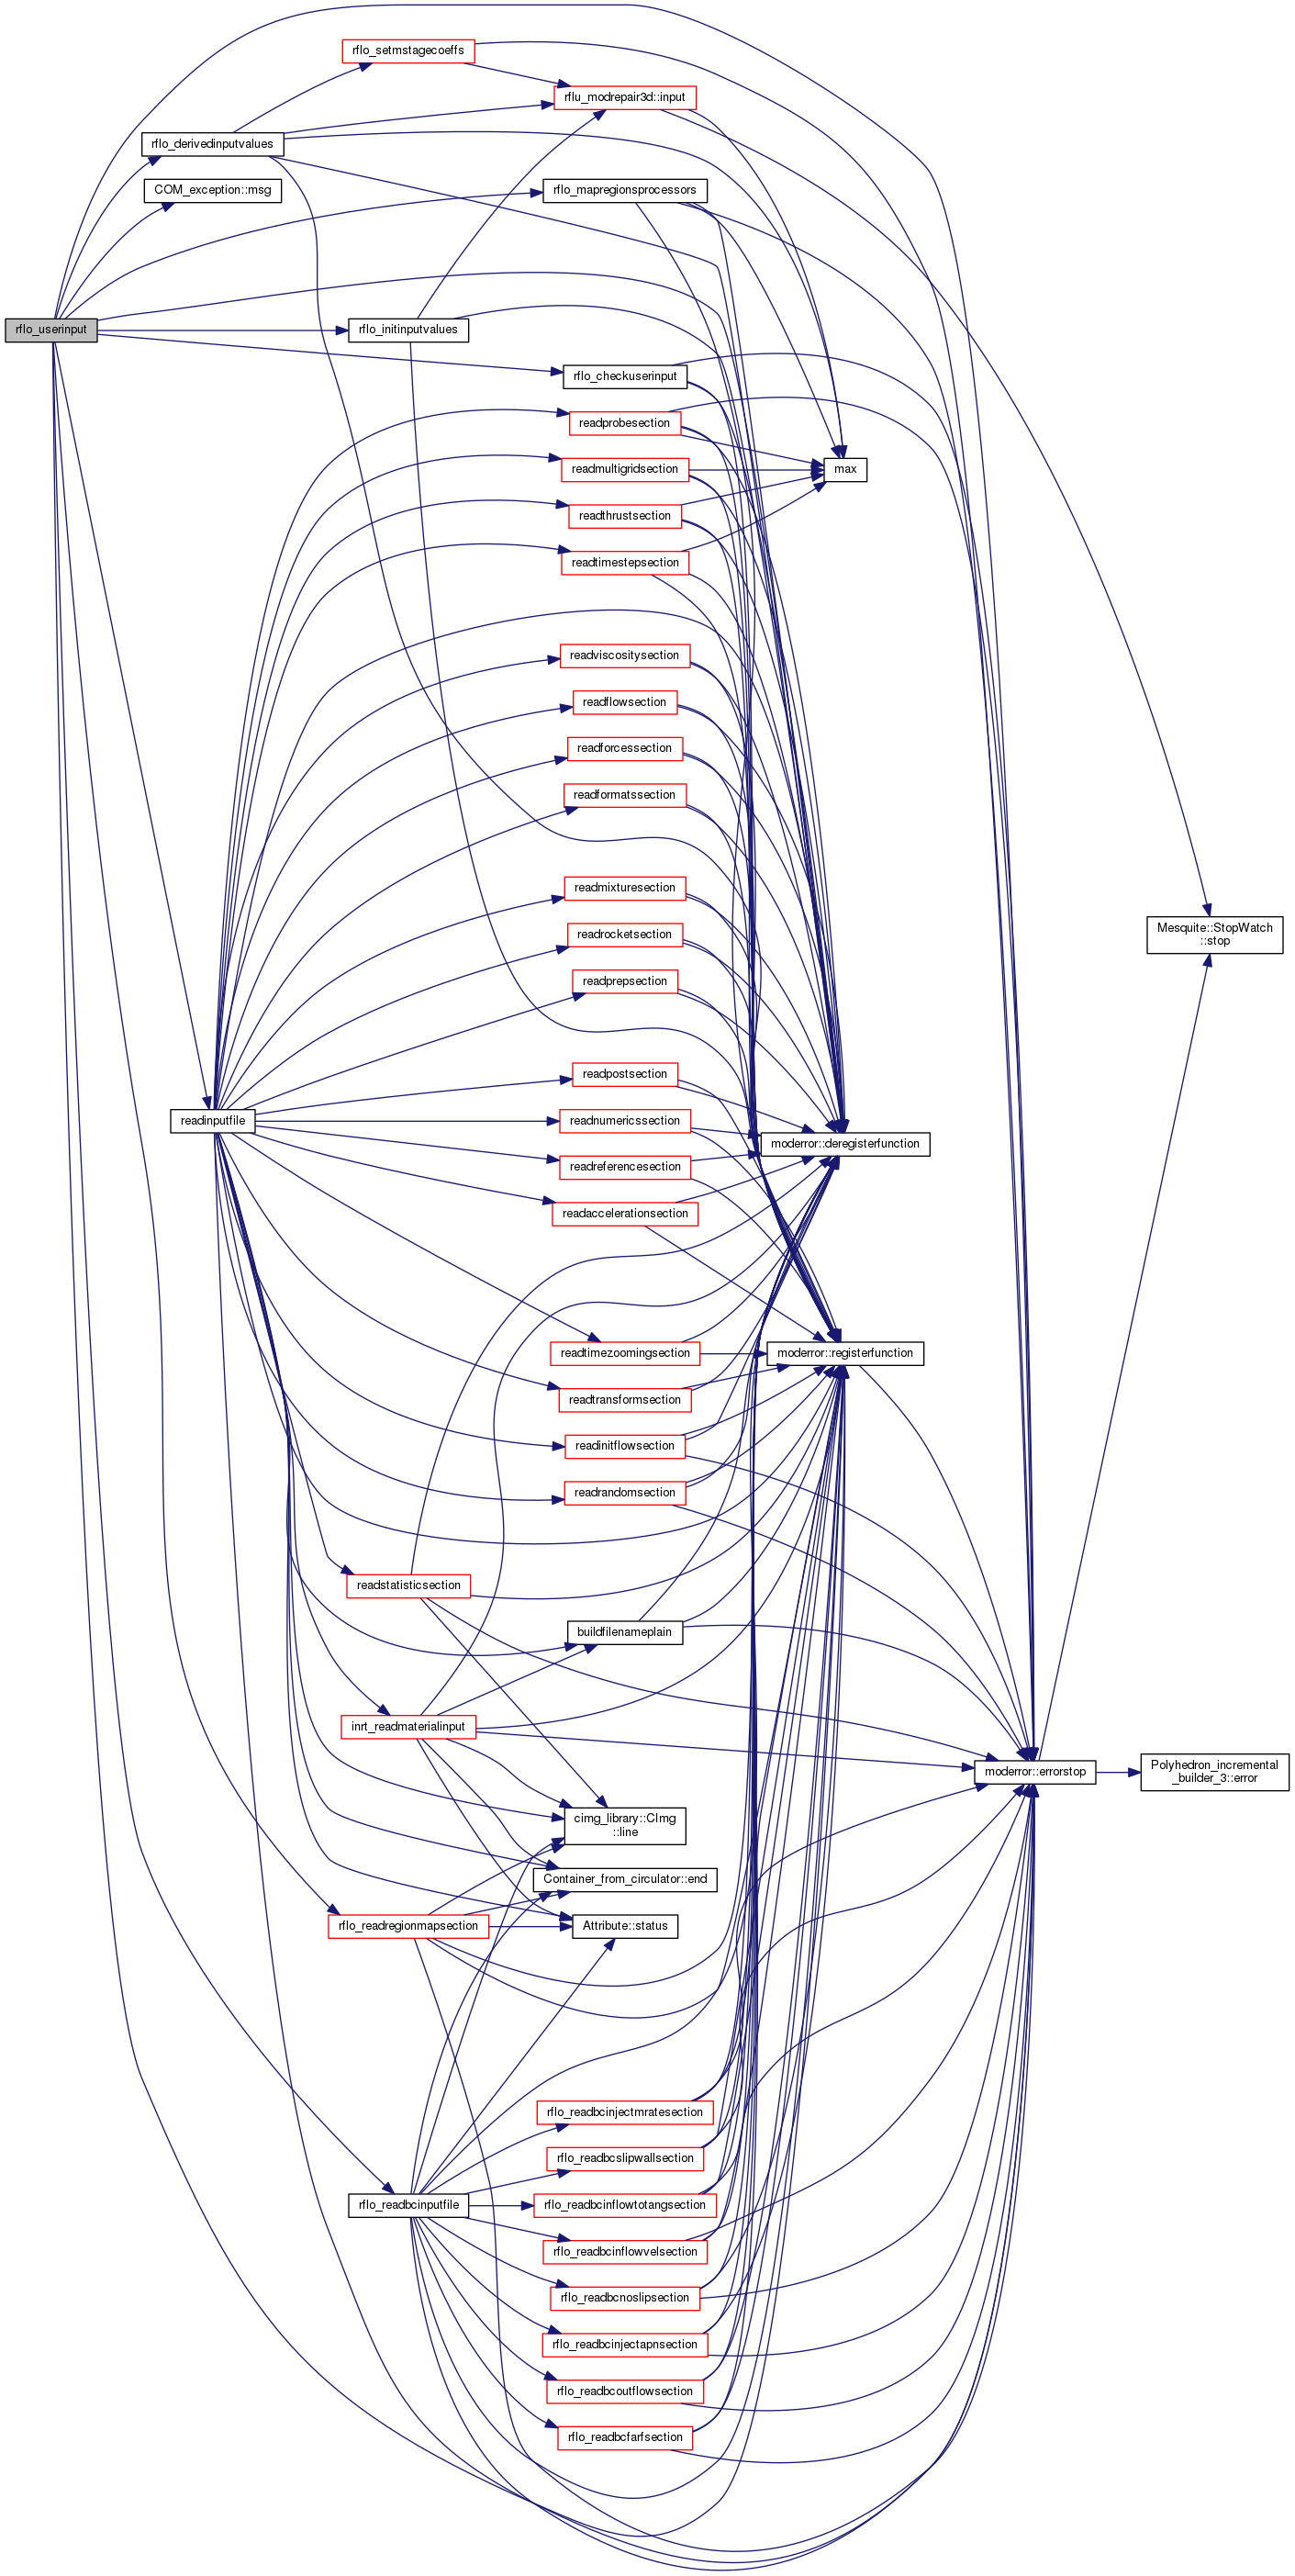 rflo_setmstagecoeffs
rflu_modrepair3d::input
rflo_derivedinputvalues
COM_exception::msg
rflo_mapregionsprocessors
rflo_userinput
rflo_initinputvalues
rflo_checkuserinput
readprobesection
readmultigridsection
max
readthrustsection
readtimestepsection
readviscositysection
readflowsection
readforcessection
readformatssection
readmixturesection
readrocketsection
Mesquite::StopWatch
::stop
readprepsection
readpostsection
readinputfile
readnumericssection
moderror::deregisterfunction
readreferencesection
readaccelerationsection
readtimezoomingsection
moderror::registerfunction
readtransformsection
readinitflowsection
readrandomsection
readstatisticsection
buildfilenameplain
inrt_readmaterialinput
moderror::errorstop
Polyhedron_incremental
_builder_3::error
cimg_library::CImg
::line
Container_from_circulator::end
rflo_readregionmapsection
Attribute::status
rflo_readbcinjectmratesection
rflo_readbcslipwallsection
rflo_readbcinputfile
rflo_readbcinflowtotangsection
rflo_readbcinflowvelsection
rflo_readbcnoslipsection
rflo_readbcinjectapnsection
rflo_readbcoutflowsection
rflo_readbcfarfsection